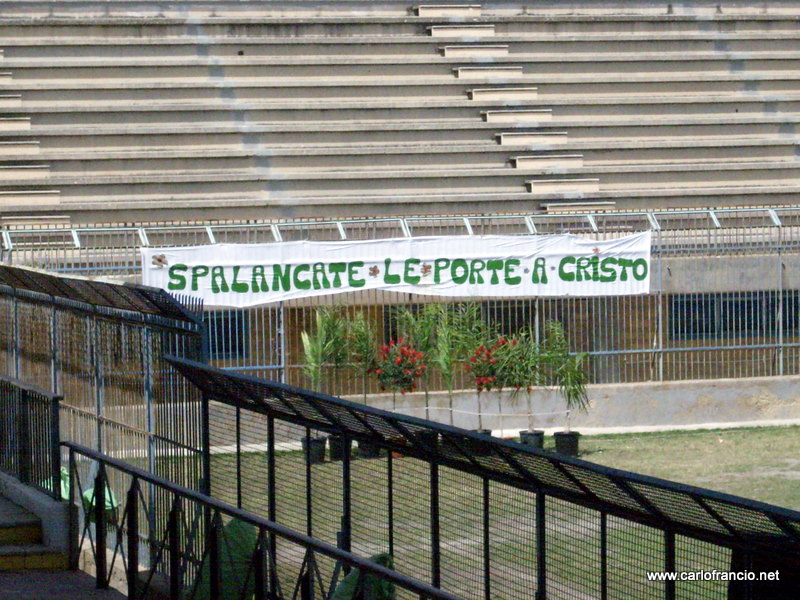 SPALANCATE LE PORTE A CRISTO
www.carlofrancio.net